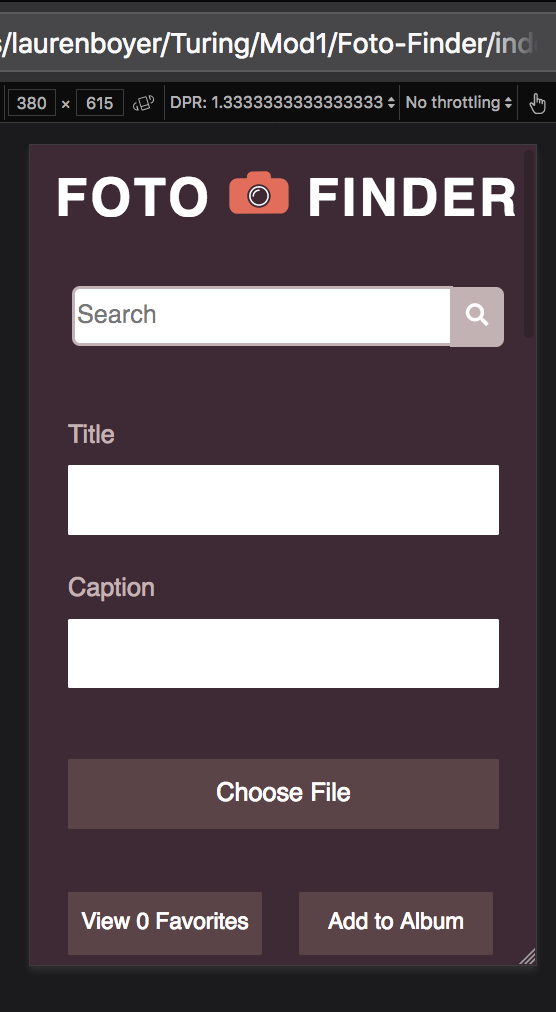 /laurenboyer/Turing/Mod1/Foto-Finder/ind
380 × 615 DPR: 1.3333333333333333 No throttling
FOTO FINDER
Search
Title
Caption
Choose File
View 0 Favorites Add to Album